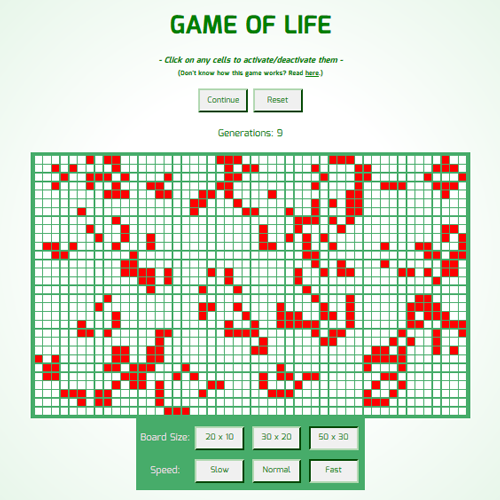 GAME OF LIFE
- Click on any cells to activate/deactivate them -
(Don't know how this game works? Read here.)
Continue Reset
Generations: 9
Board Size: 20 x 10 30 x 20 50 x 30
Speed: Slow Normal Fast